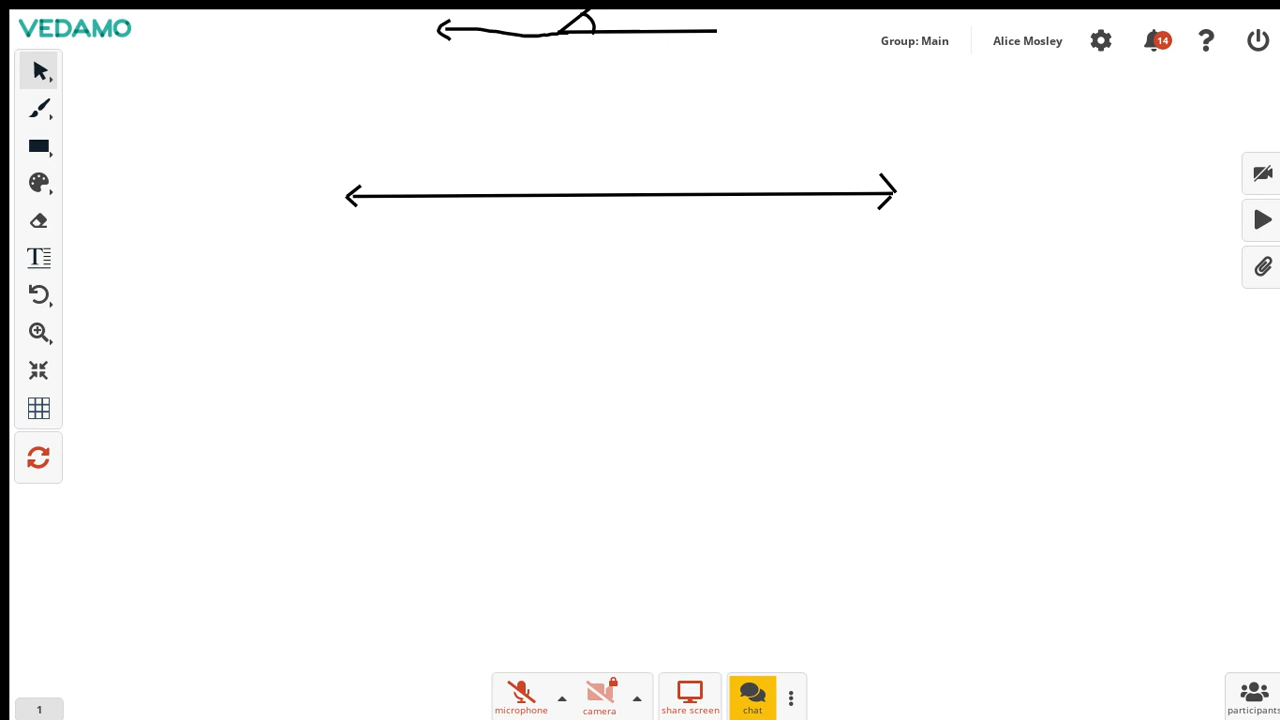 VEDAMO
Group: Main
Alice Mosley
14
?
T
1
microphone
camera
share screen
chat
participants